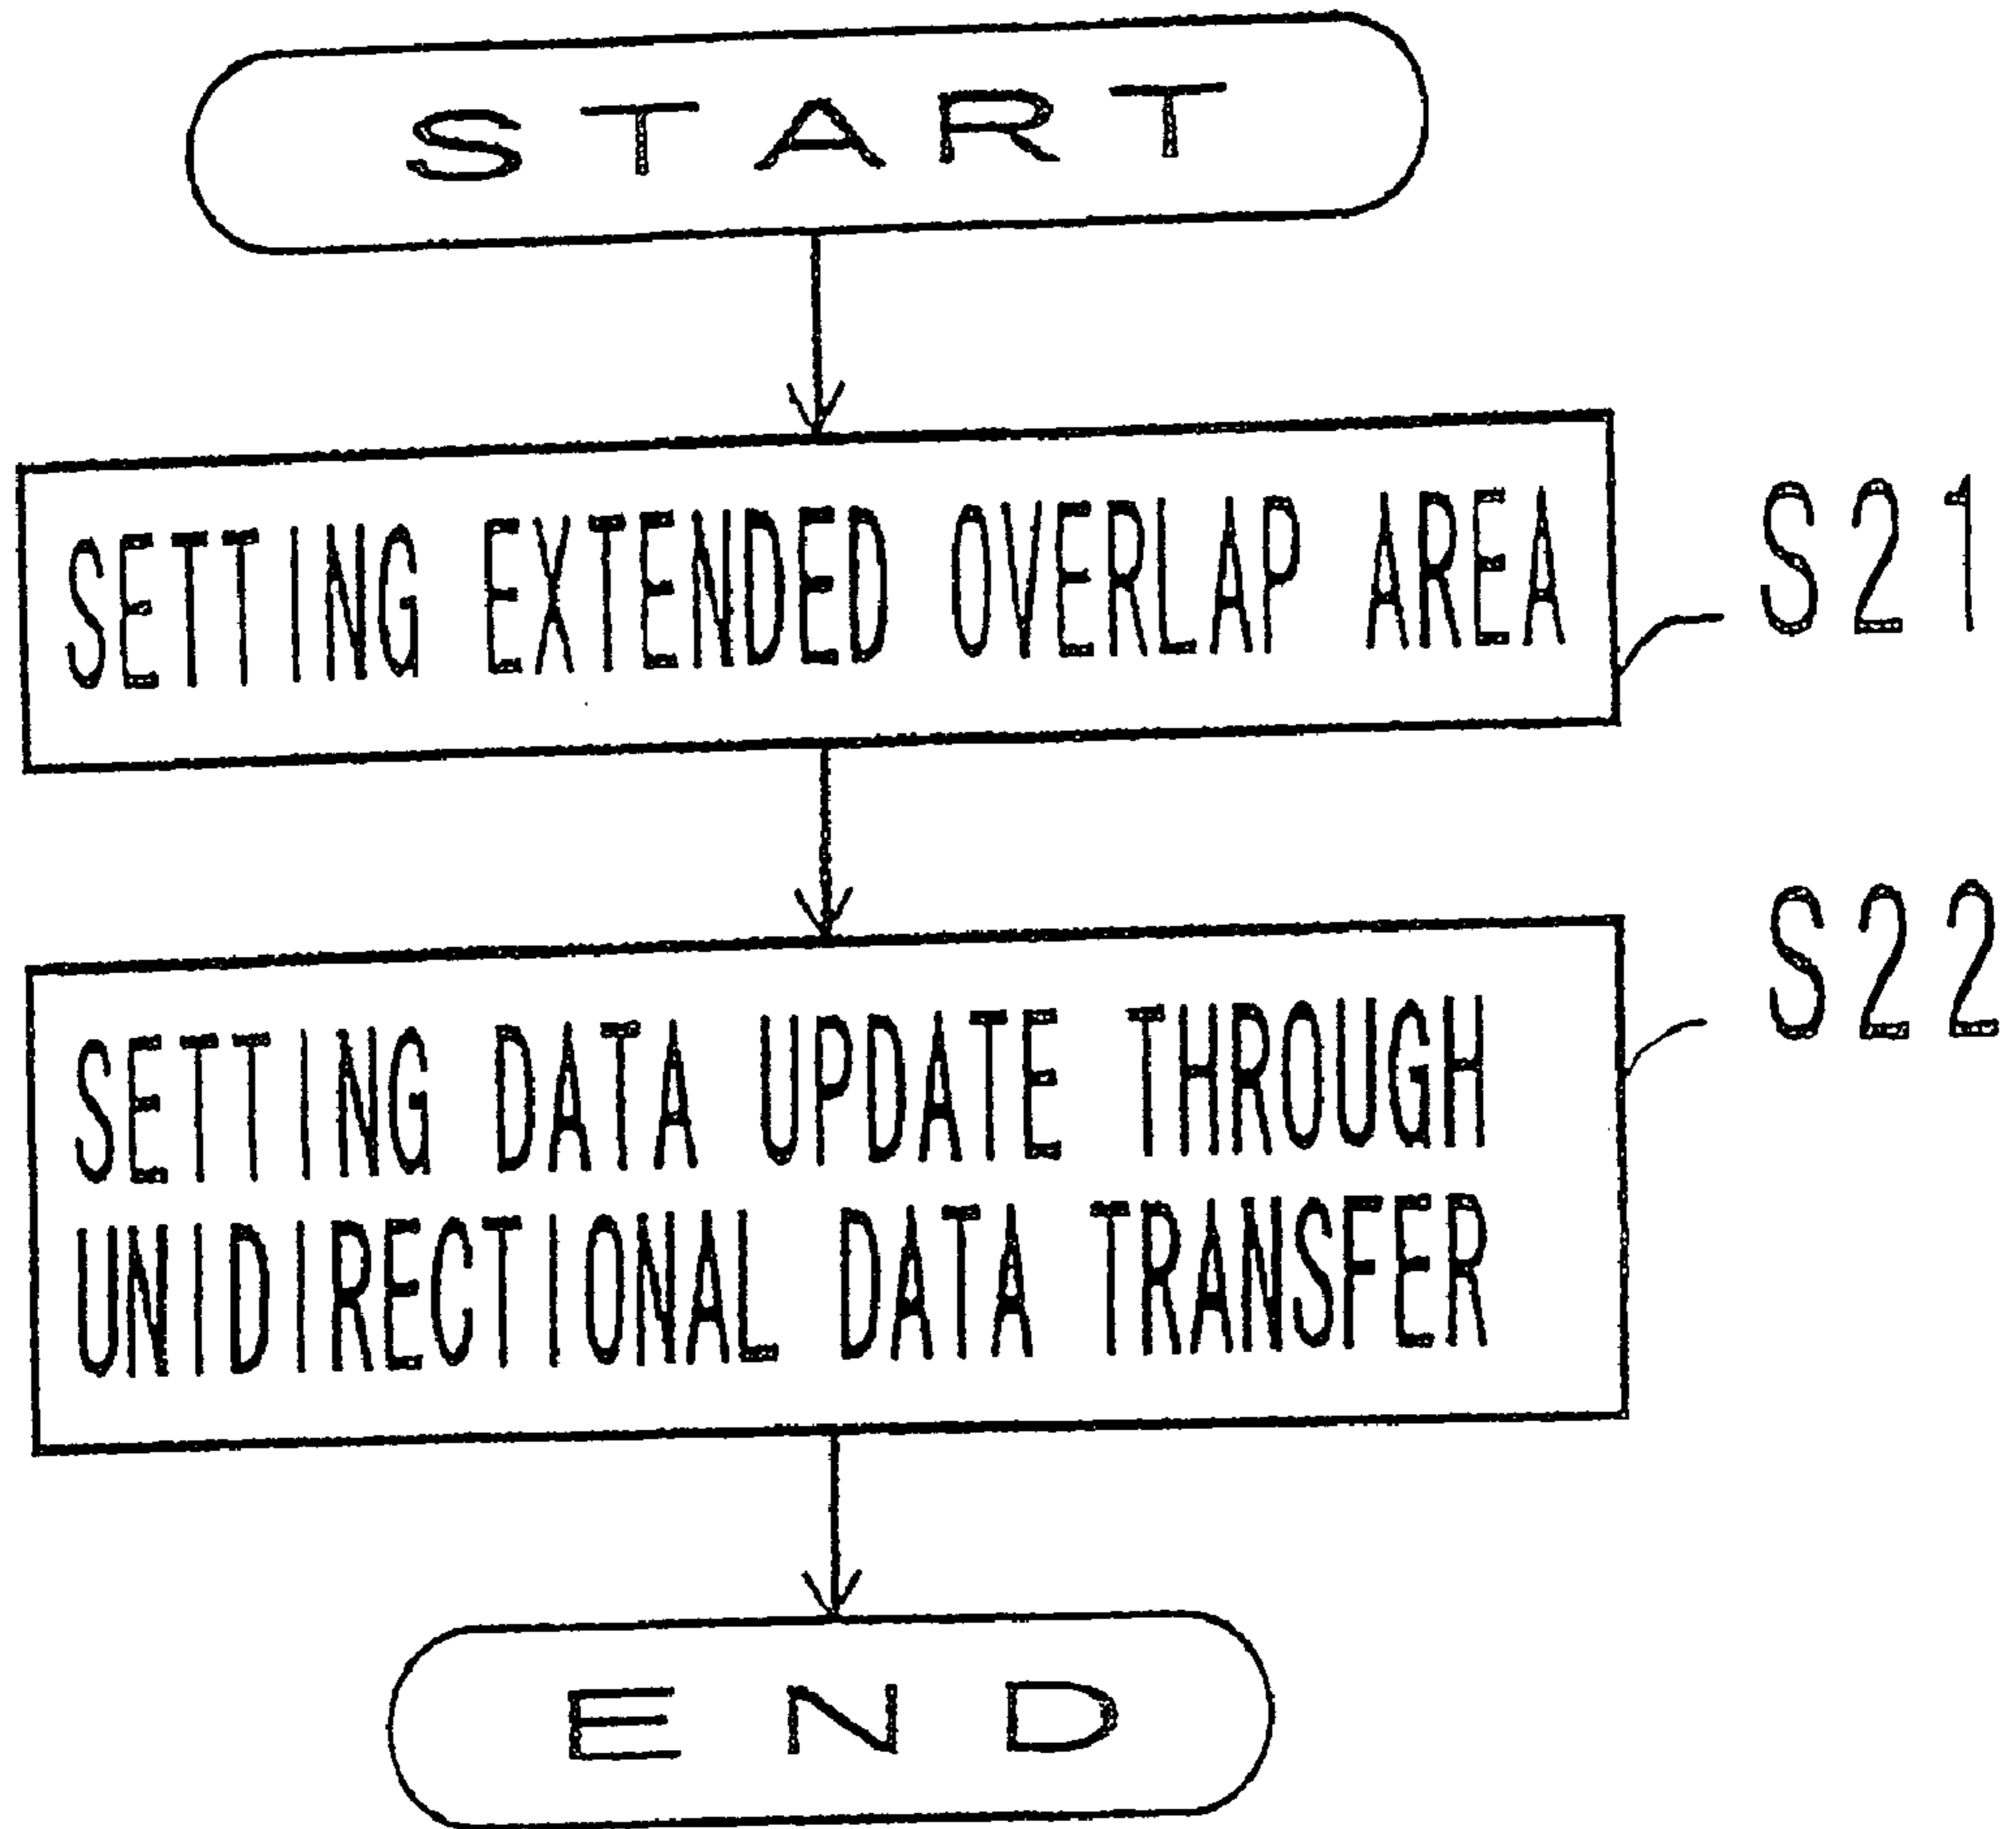 START
SETTING EXTENDED OVERLAP AREA
S21
SETTING DATA UPDATE THROUGH
UNIDIRECTIONAL DATA TRANSFER
S22
END